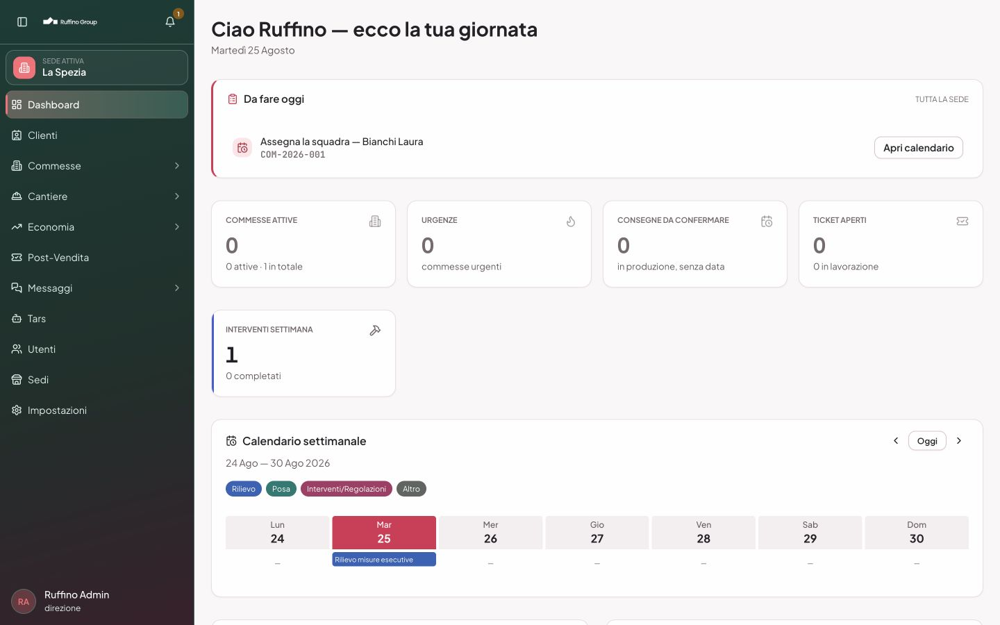 Ruffino Group
1
SEDE ATTIVA
La Spezia
Dashboard
Clienti
Commesse
Cantiere
Economia
Post-Vendita
Messaggi
Tars
Utenti
Sedi
Impostazioni
RA
Ruffino Admin
direzione
Ciao Ruffino — ecco la tua giornata
Martedì 25 Agosto
Da fare oggi
TUTTA LA SEDE
Assegna la squadra — Bianchi Laura
COM-2026-001
Apri calendario
COMMESSE ATTIVE
0
0 attive · 1 in totale
URGENZE
0
commesse urgenti
CONSEGNE DA CONFERMARE
0
in produzione, senza data
TICKET APERTI
0
0 in lavorazione
INTERVENTI SETTIMANA
1
0 completati
Calendario settimanale
Oggi
24 Ago — 30 Ago 2026
Rilievo
Posa
Interventi/Regolazioni
Altro
Lun
24
–
Mar
25
Rilievo misure esecutive
Mer
26
–
Gio
27
–
Ven
28
–
Sab
29
–
Dom
30
–